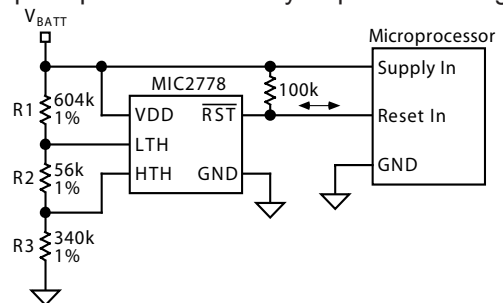 V_BATT
Microprocessor
Supply In
MIC2778
100k
R1 604k 1%
VDD RST
Reset In
LTH
R2 56k 1%
HTH GND
GND
R3 340k 1%